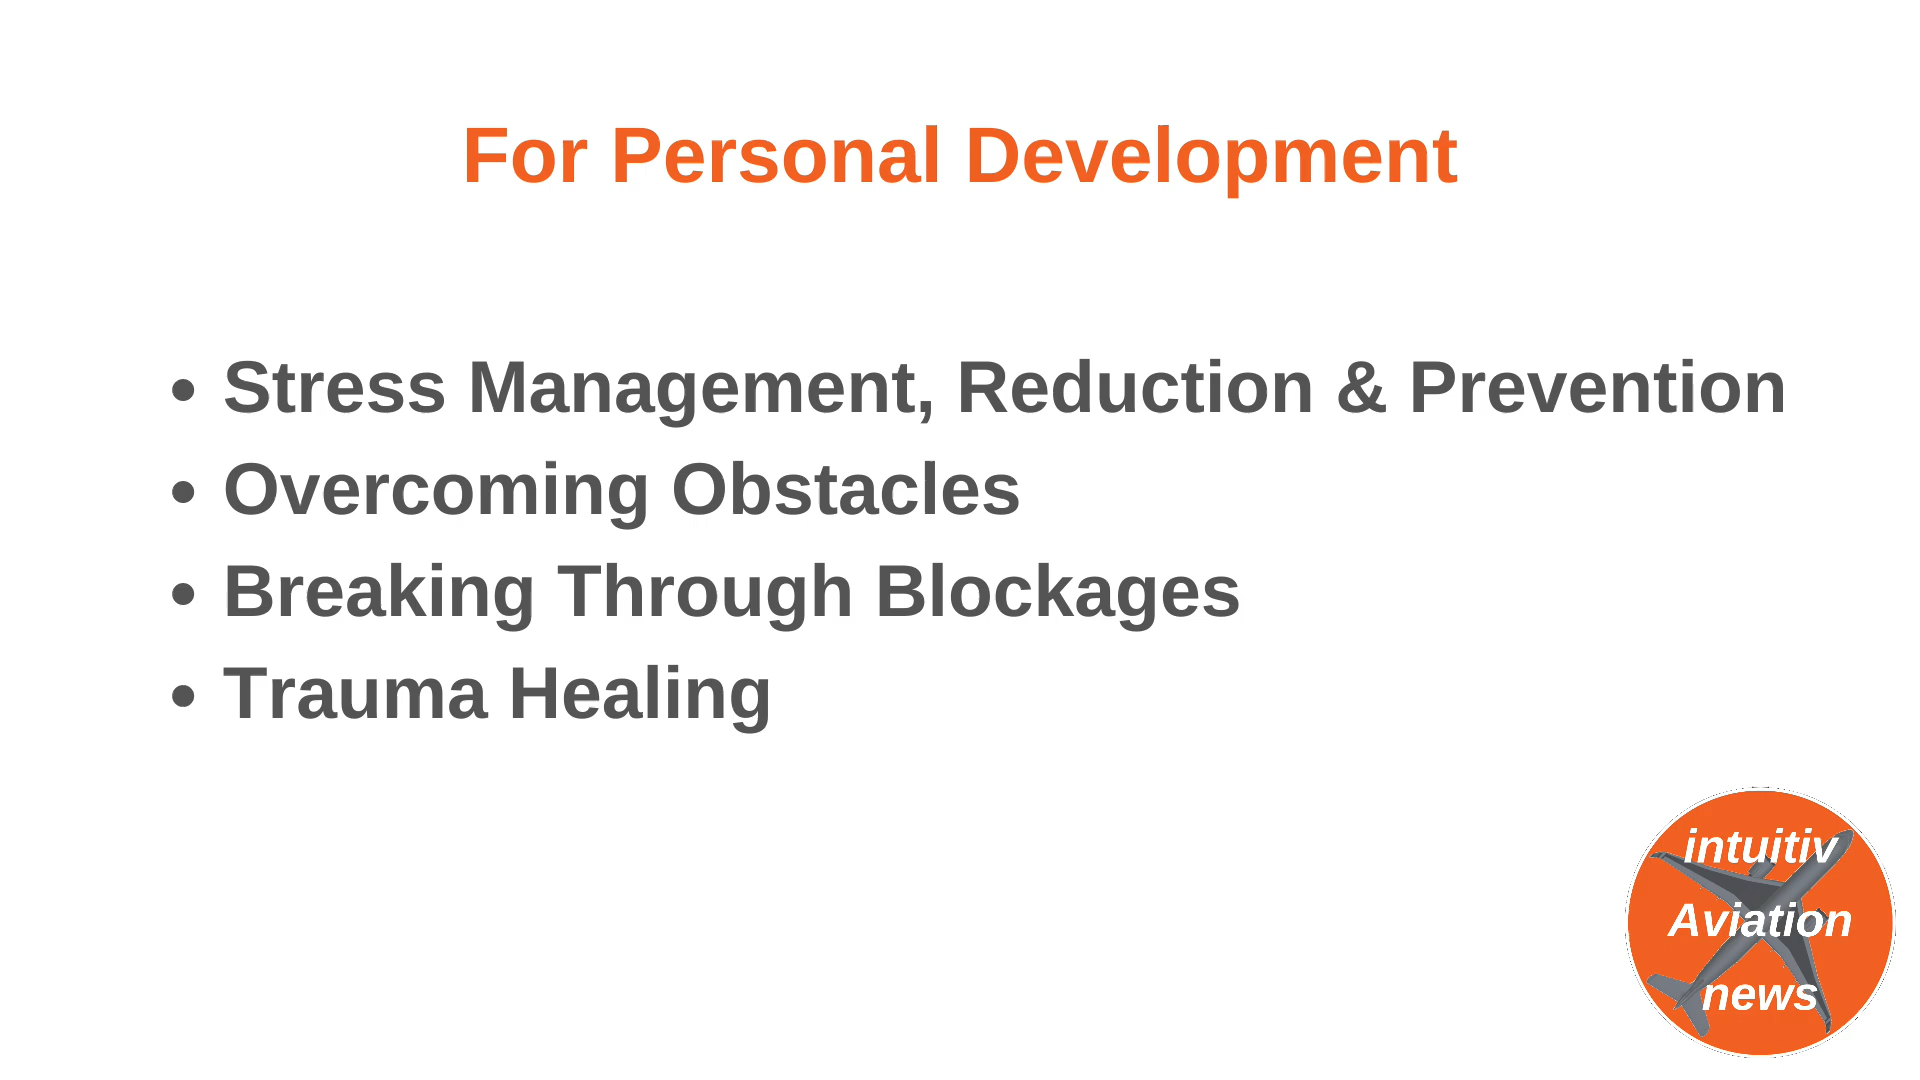 For Personal Development
• Stress Management, Reduction & Prevention
• Overcoming Obstacles
• Breaking Through Blockages
• Trauma Healing
intuitiv
Aviation
news